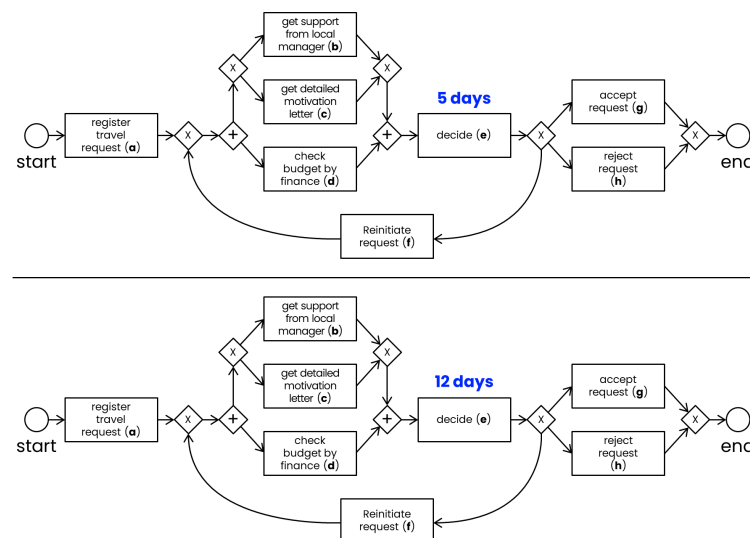 get support
from local
manager (b)
X
X
get detailed
motivation
letter (c)
5 days
register
travel
request (a)
X
+
+
decide (e)
X
accept
request (g)
X
start
check
budget by
finance (d)
reject
request
(h)
end
Reinitiate
request (f)
get support
from local
manager (b)
X
X
get detailed
motivation
letter (c)
12 days
register
travel
request (a)
X
+
+
decide (e)
X
accept
request (g)
X
start
check
budget by
finance (d)
reject
request
(h)
end
Reinitiate
request (f)